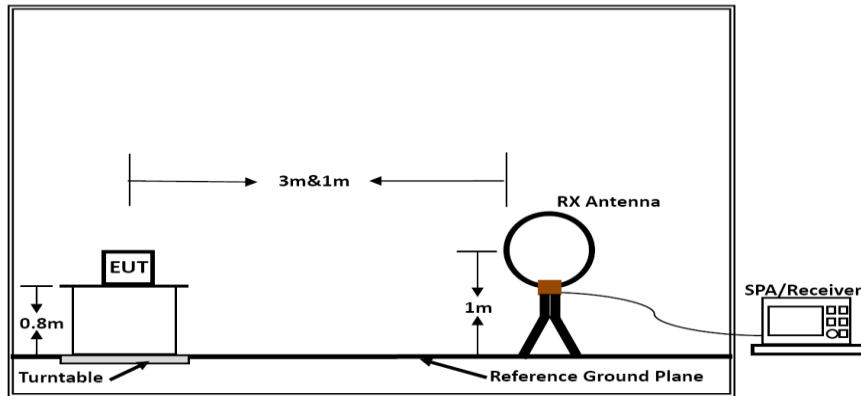 3m&1m
RX Antenna
EUT
SPA/Receiver
0.8m
1m
Turntable
Reference Ground Plane